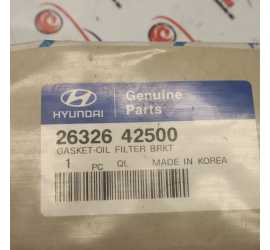 HYUNDAI
Genuine
Parts
26326 42500
GASKET-OIL FILTER BRKT
1 PC QL MADE IN KOREA